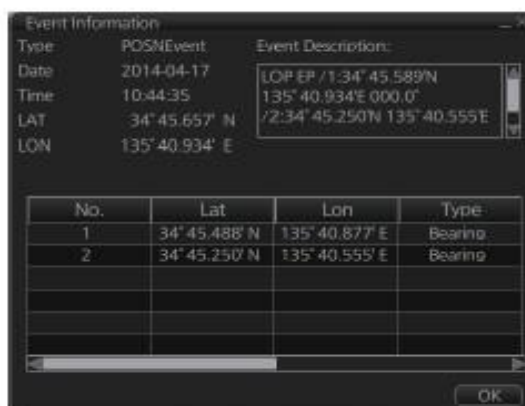 Event Information
Type POSNEvent Event Description:
Date 2014-04-17
Time 10:44:35
LAT 34°45.657' N
LON 135°40.934' E
LOP EP /1:34°45.589'N
135°40.934'E 000.0°
/2:34°45.250'N 135°40.555'E
No. Lat Lon Type
1 34°45.488' N 135°40.877' E Bearing
2 34°45.250' N 135°40.555' E Bearing
OK